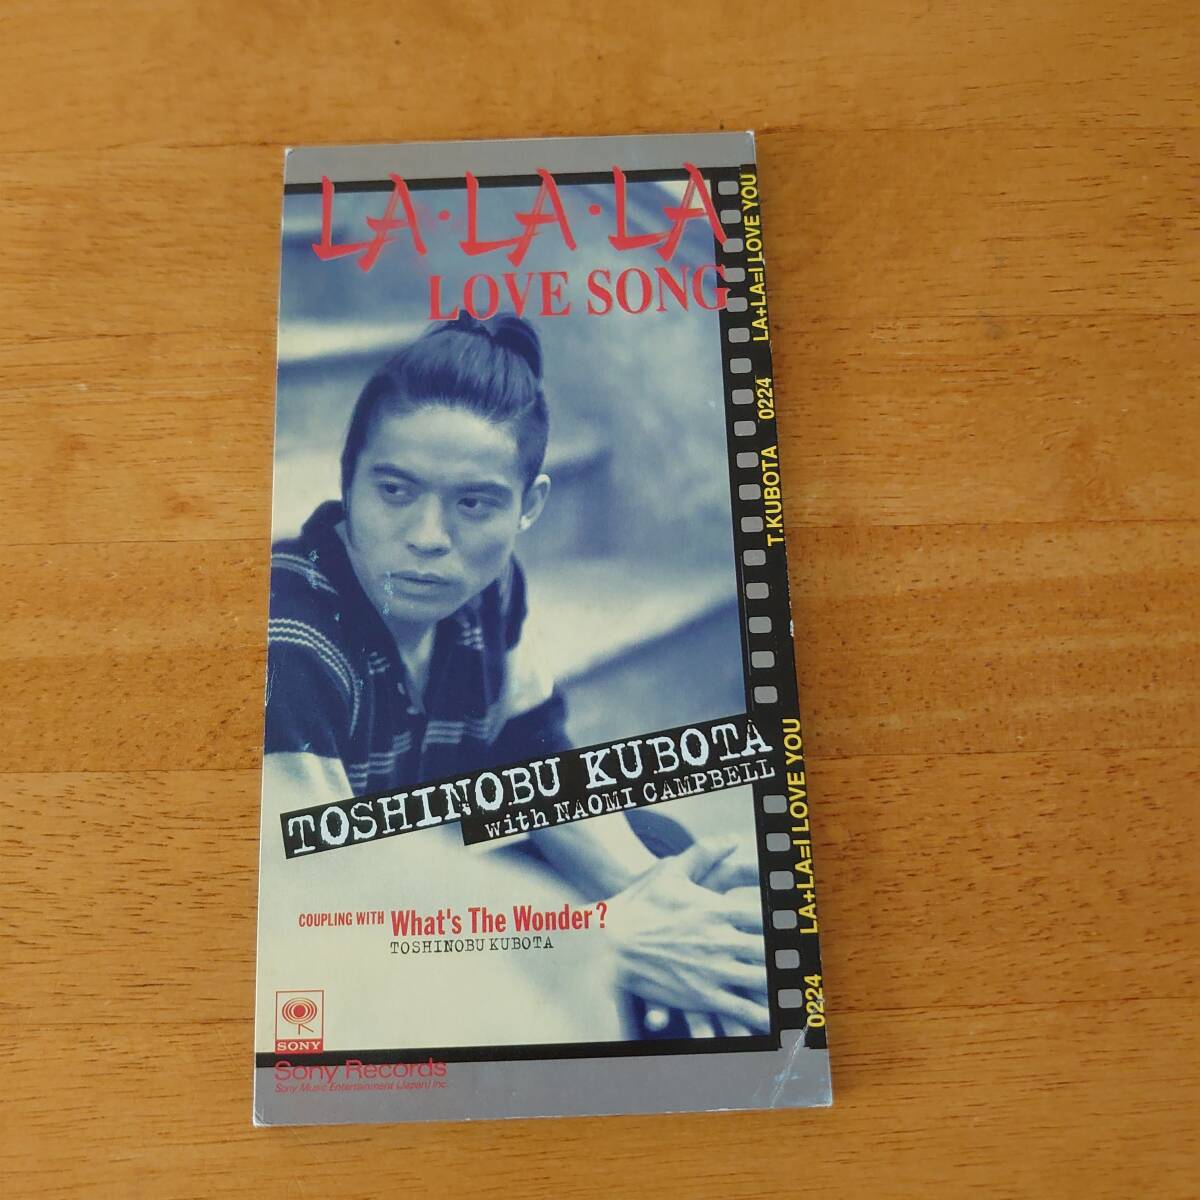 LA・LA・LA
LOVE SONG
TOSHINOBU KUBOTA
with NAOMI CAMPBELL
COUPLING WITH What's The Wonder?
TOSHINOBU KUBOTA
SONY
Sony Records
Sony Music Entertainment (Japan) Inc.
0224 LA+LA=I LOVE YOU
T.KUBOTA 0224 LA+LA=I LOVE YOU